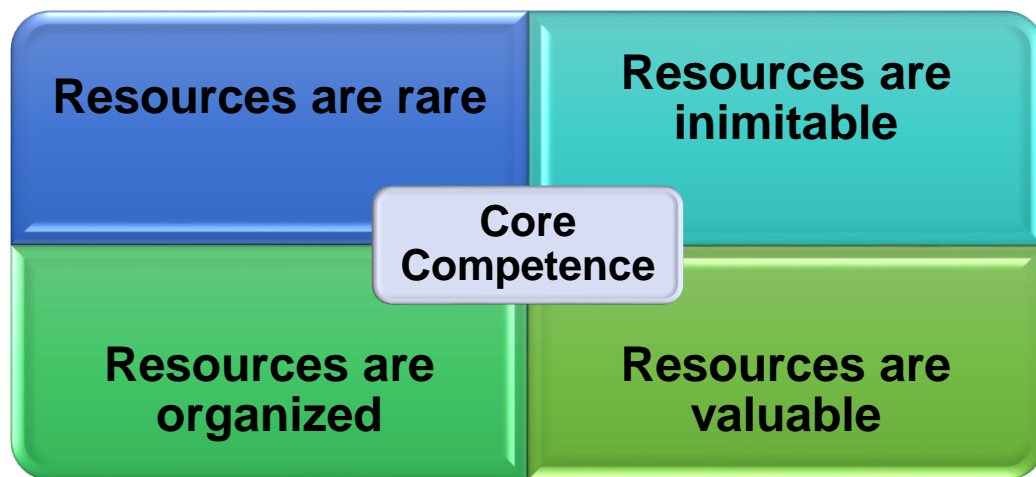 Resources are rare
Resources are
inimitable
Core
Competence
Resources are
organized
Resources are
valuable